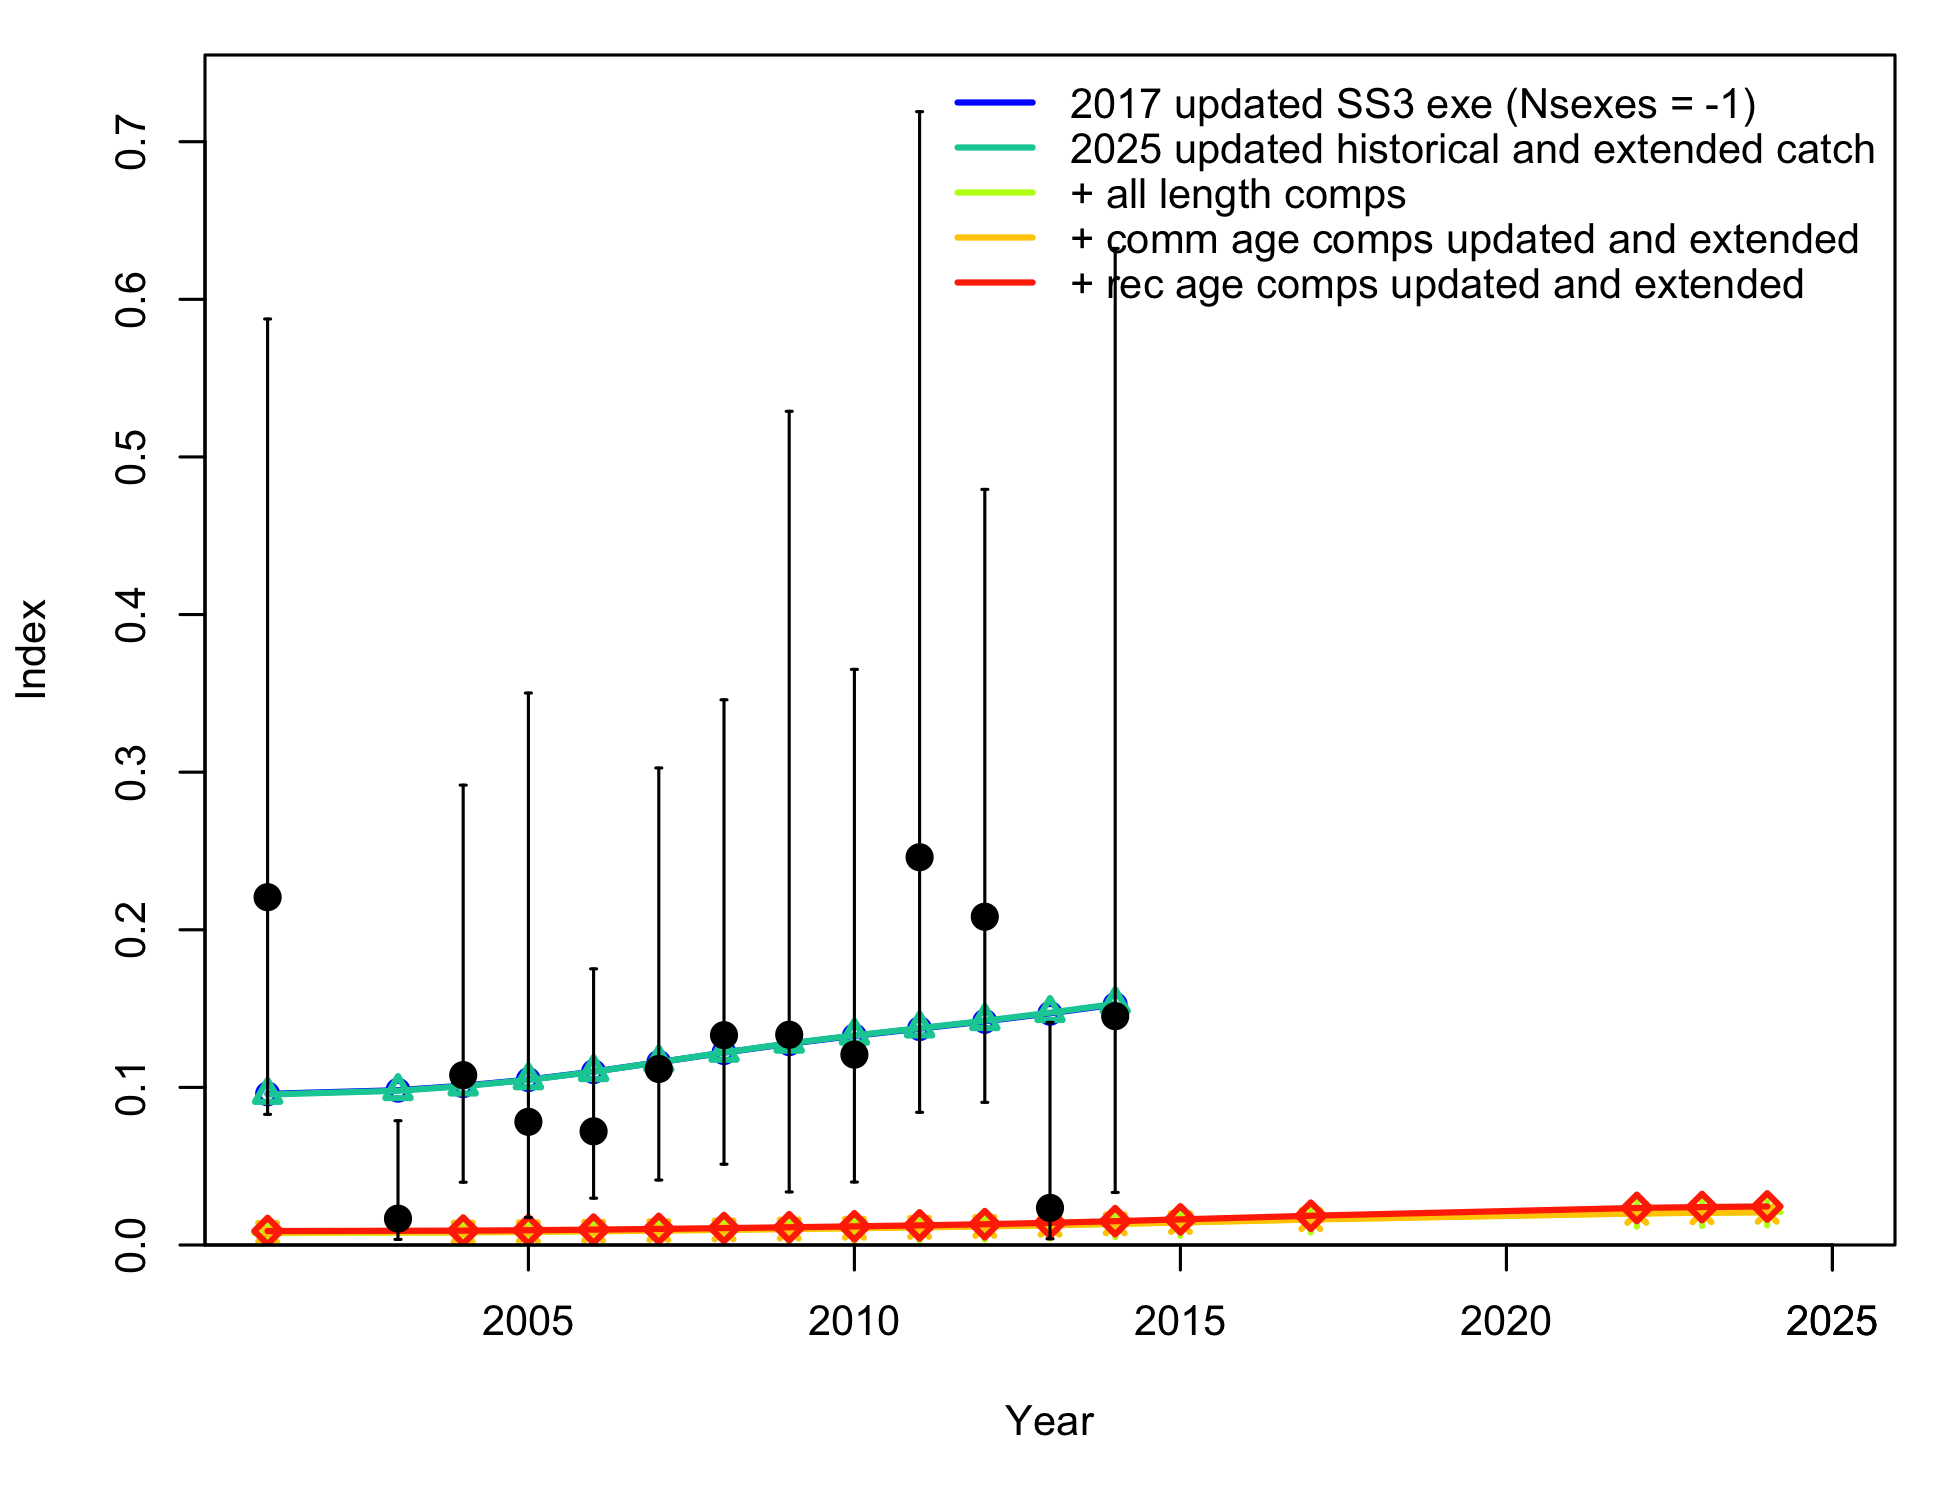 2017 updated SS3 exe (Nsexes = -1)
2025 updated historical and extended catch
+ all length comps
+ comm age comps updated and extended
+ rec age comps updated and extended
0.7
0.6
0.5
0.4
0.3
0.2
0.1
0.0
Index
2005 2010 2015 2020 2025
Year